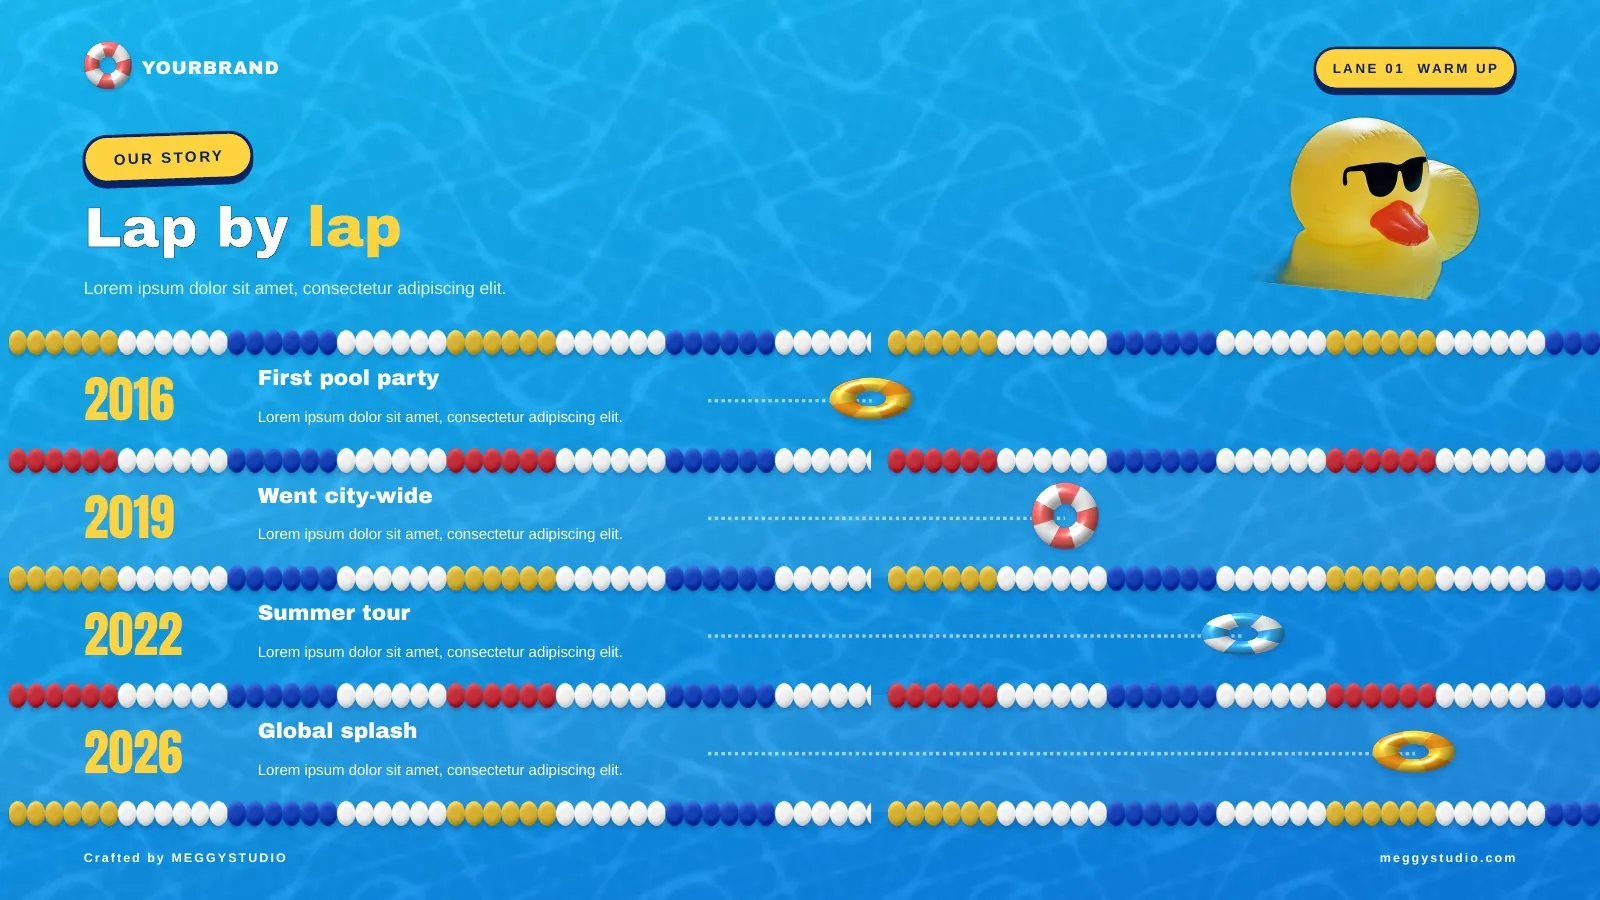 YOURBRAND
LANE 01 WARM UP
OUR STORY
Lap by lap
Lorem ipsum dolor sit amet, consectetur adipiscing elit.
2016
First pool party
Lorem ipsum dolor sit amet, consectetur adipiscing elit.
2019
Went city-wide
Lorem ipsum dolor sit amet, consectetur adipiscing elit.
2022
Summer tour
Lorem ipsum dolor sit amet, consectetur adipiscing elit.
2026
Global splash
Lorem ipsum dolor sit amet, consectetur adipiscing elit.
Crafted by MEGGYSTUDIO
meggystudio.com